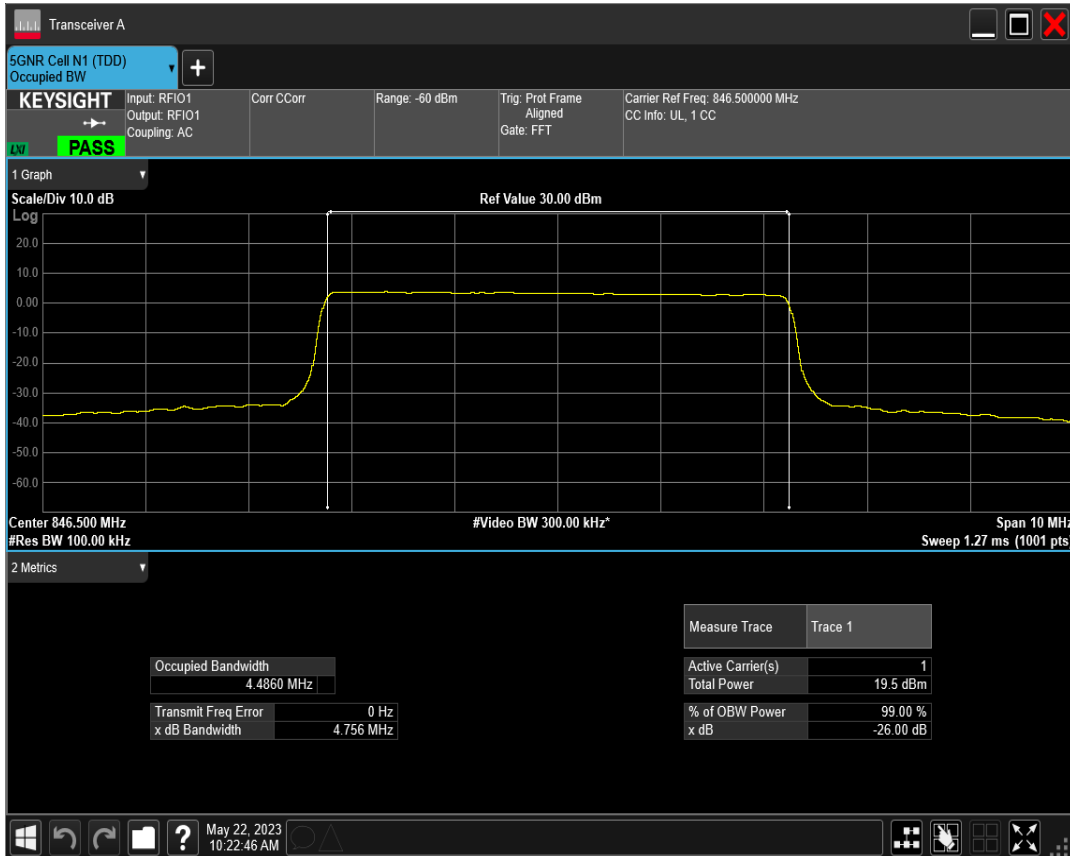 Transceiver A
5GNR Cell N1 (TDD)
Occupied BW
+
KEYSIGHT
LXI
PASS
Input: RFIO1
Output: RFIO1
Coupling: AC
Corr CCorr
Range: -60 dBm
Trig: Prot Frame
Aligned
Gate: FFT
Carrier Ref Freq: 846.500000 MHz
CC Info: UL, 1 CC
1 Graph
Scale/Div 10.0 dB
Ref Value 30.00 dBm
Log
20.0
10.0
0.00
-10.0
-20.0
-30.0
-40.0
-50.0
-60.0
Center 846.500 MHz
#Video BW 300.00 kHz*
Span 10 MHz
#Res BW 100.00 kHz
Sweep 1.27 ms (1001 pts)
2 Metrics
Measure Trace Trace 1
Occupied Bandwidth
4.4860 MHz
Active Carrier(s) 1
Total Power 19.5 dBm
Transmit Freq Error 0 Hz
x dB Bandwidth 4.756 MHz
% of OBW Power 99.00 %
x dB -26.00 dB
?
May 22, 2023
10:22:46 AM